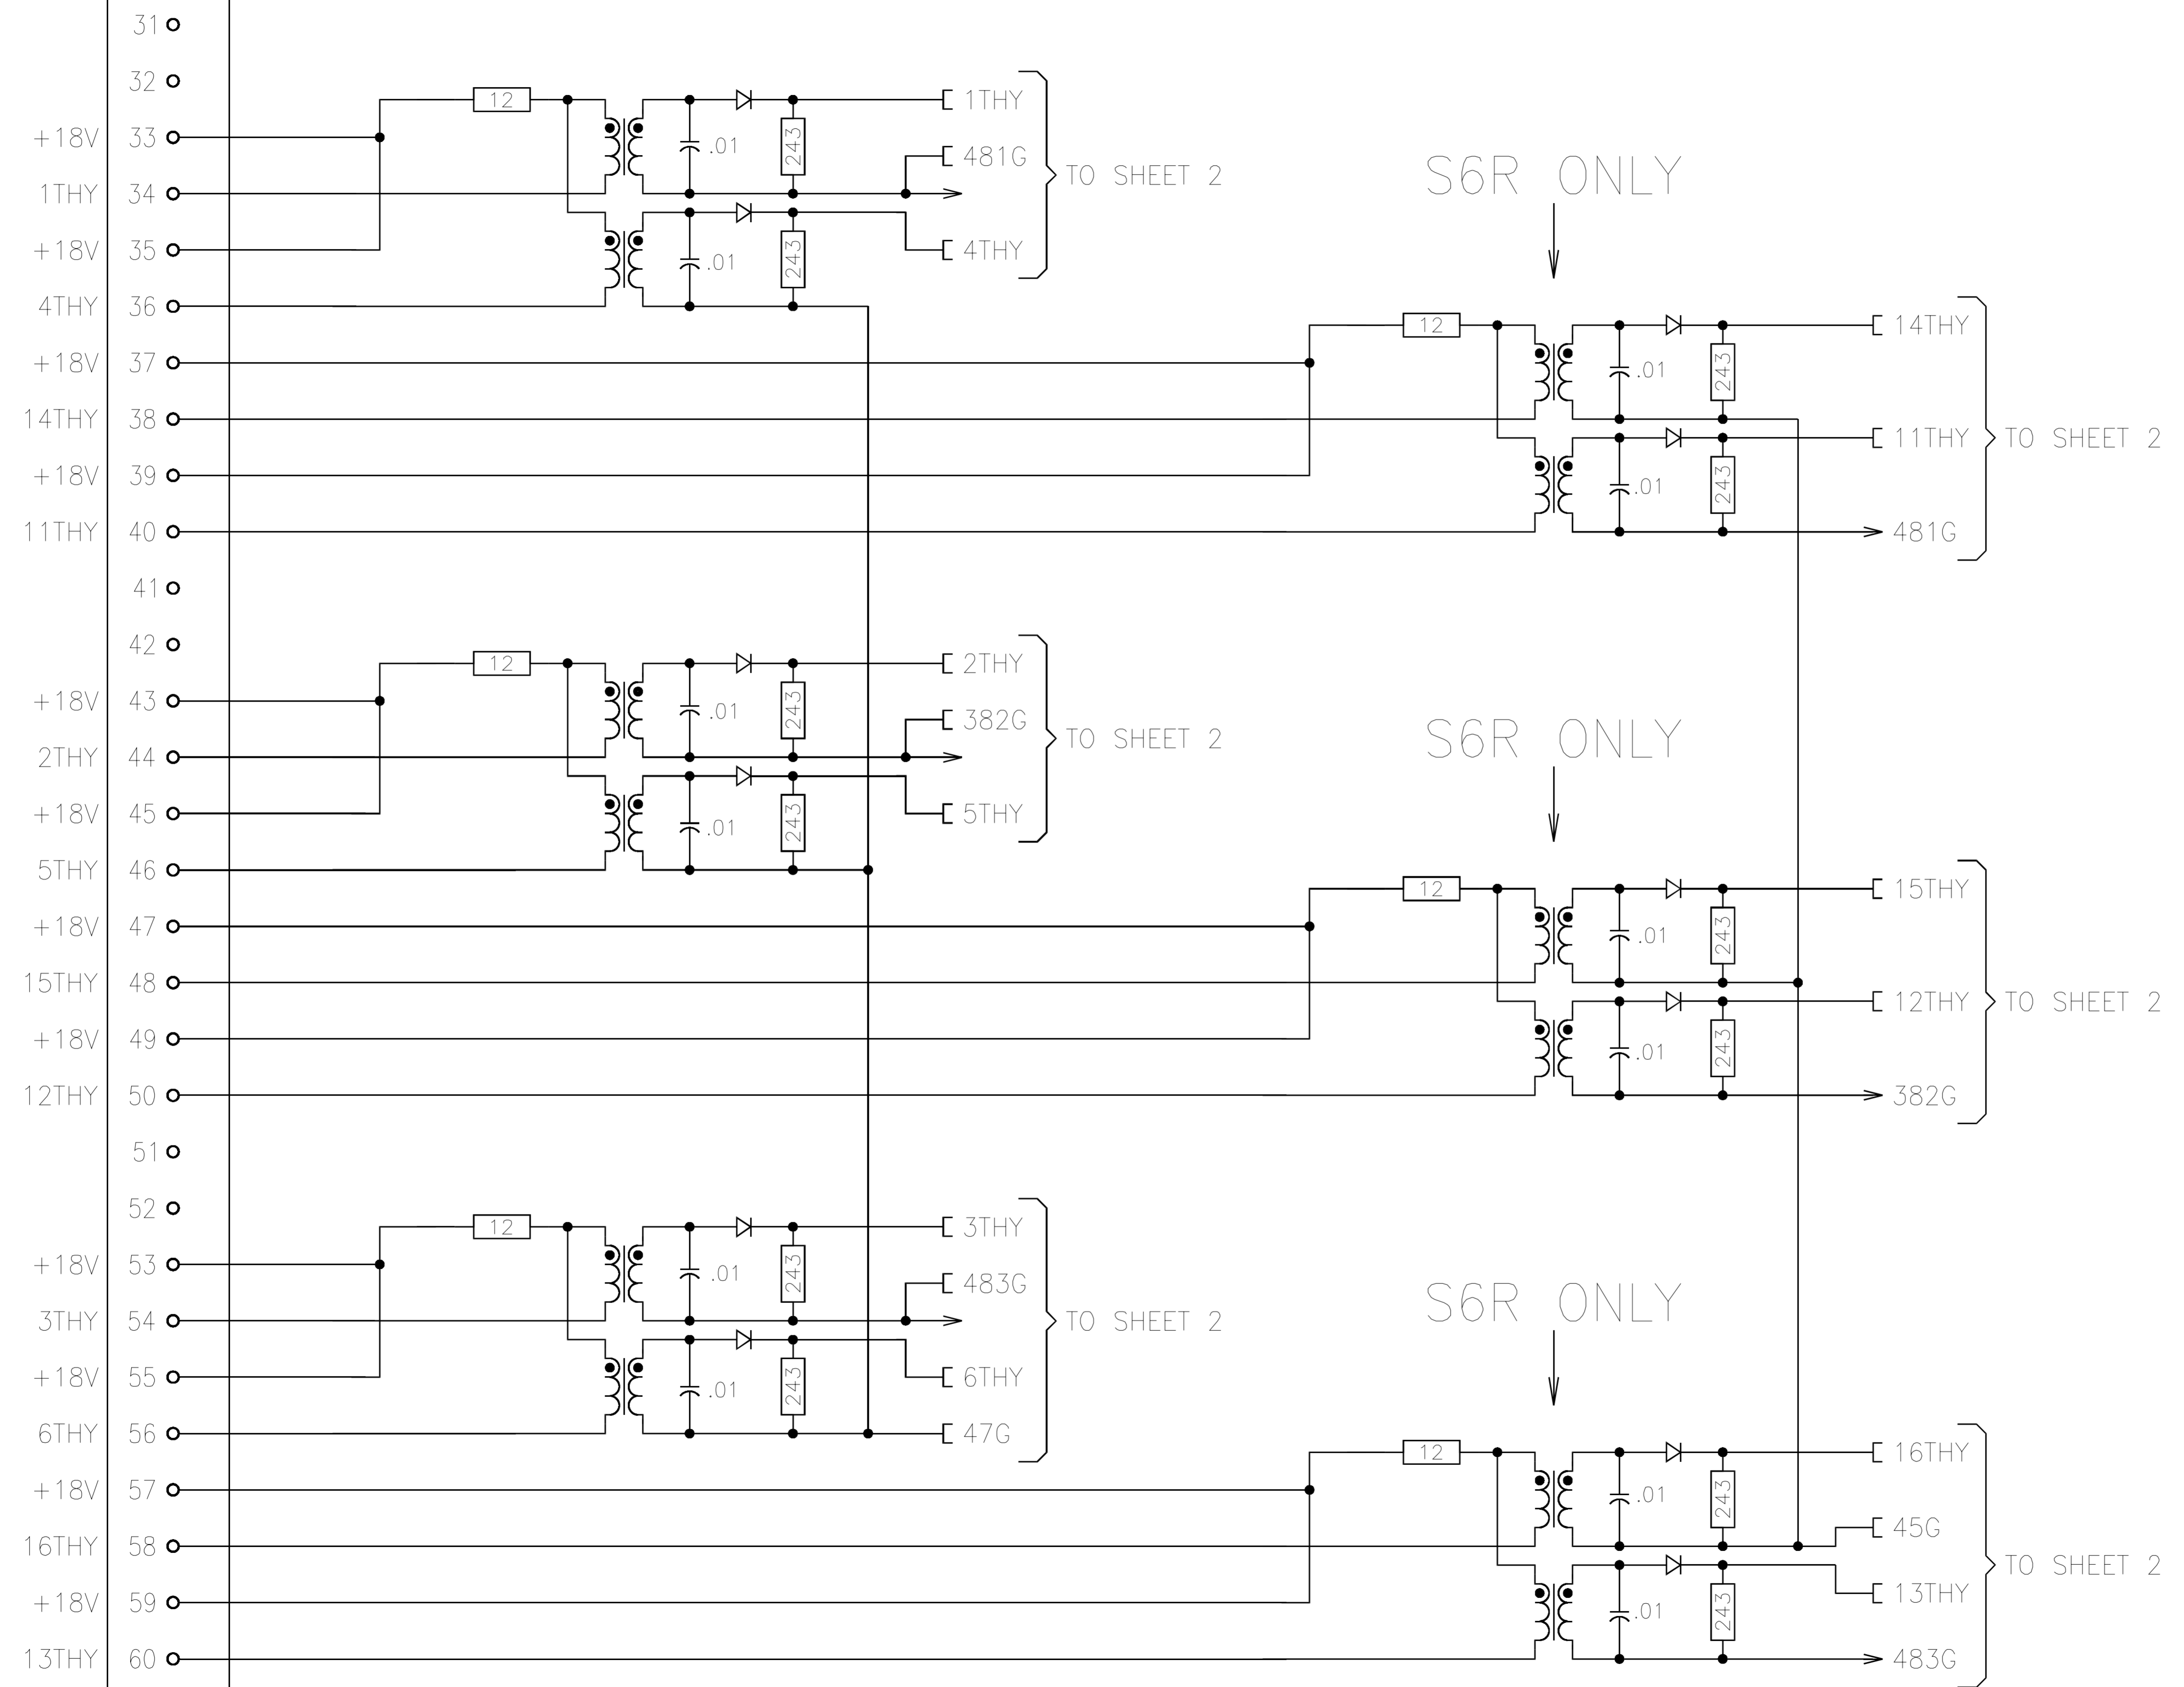 31
32
12
1THY
+18V 33
.01
243
481G
TO SHEET 2
S6R ONLY
1THY 34
+18V 35
.01
243
4THY
4THY 36
12
14THY
+18V 37
.01
243
14THY 38
11THY
TO SHEET 2
+18V 39
.01
243
11THY 40
481G
41
42
12
2THY
+18V 43
.01
243
382G
TO SHEET 2
S6R ONLY
2THY 44
+18V 45
.01
243
5THY
5THY 46
12
15THY
+18V 47
.01
243
15THY 48
12THY
TO SHEET 2
+18V 49
.01
243
12THY 50
382G
51
52
12
3THY
+18V 53
.01
243
483G
TO SHEET 2
S6R ONLY
3THY 54
+18V 55
.01
243
6THY
6THY 56
47G
12
16THY
+18V 57
.01
243
45G
16THY 58
TO SHEET 2
+18V 59
.01
243
13THY
13THY 60
483G